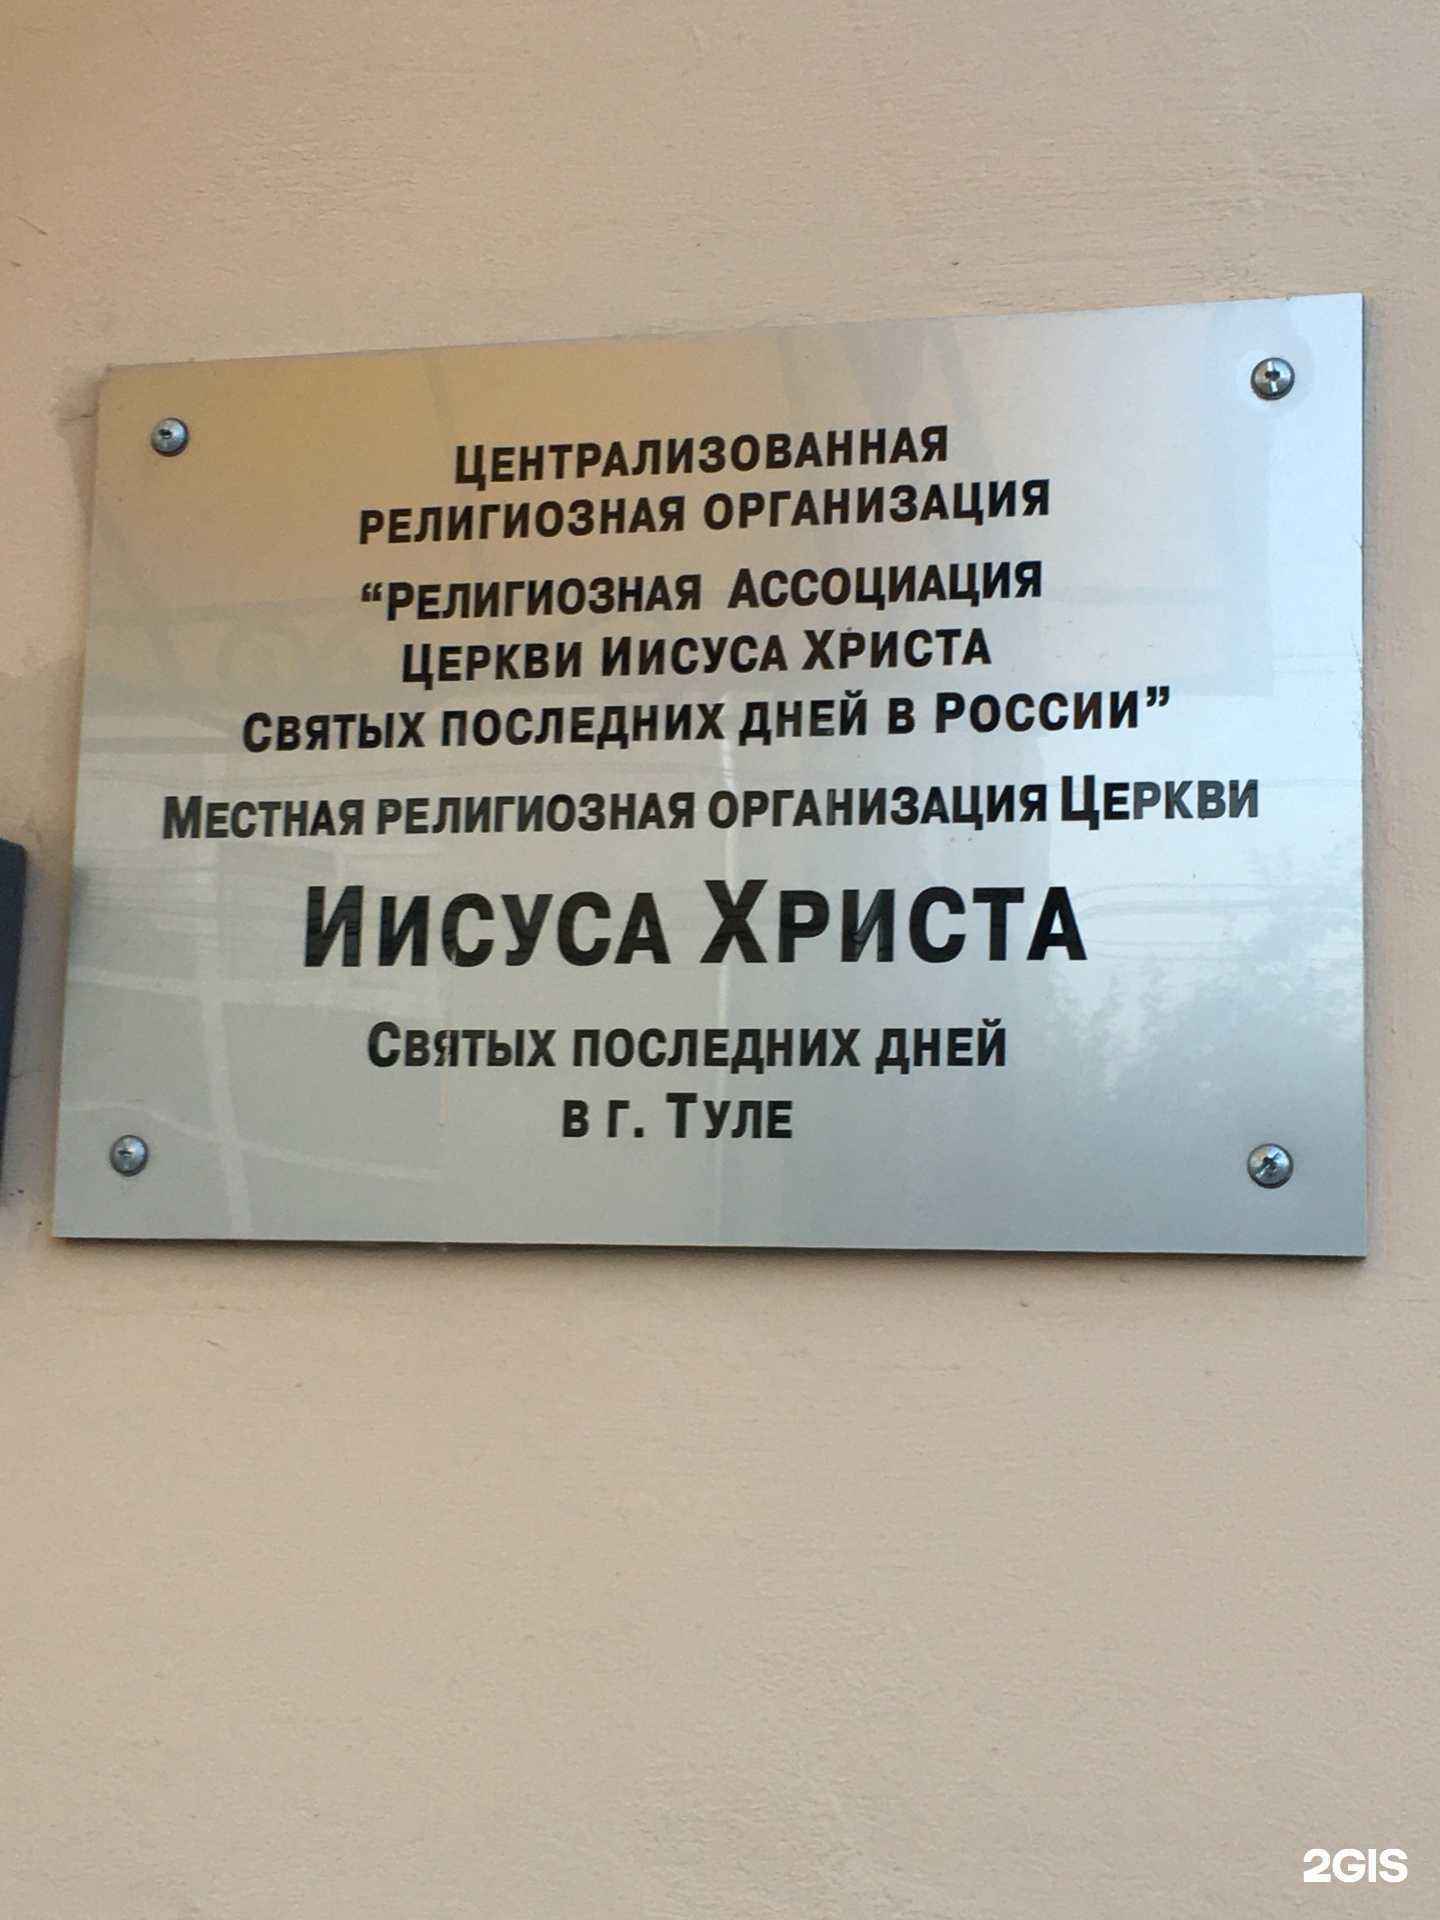 Централизованная
религиозная организация
“Религиозная ассоциация
Церкви Иисуса Христа
Святых последних дней в России”
Местная религиозная организация Церкви
Иисуса Христа
Святых последних дней
в г. Туле
2GIS